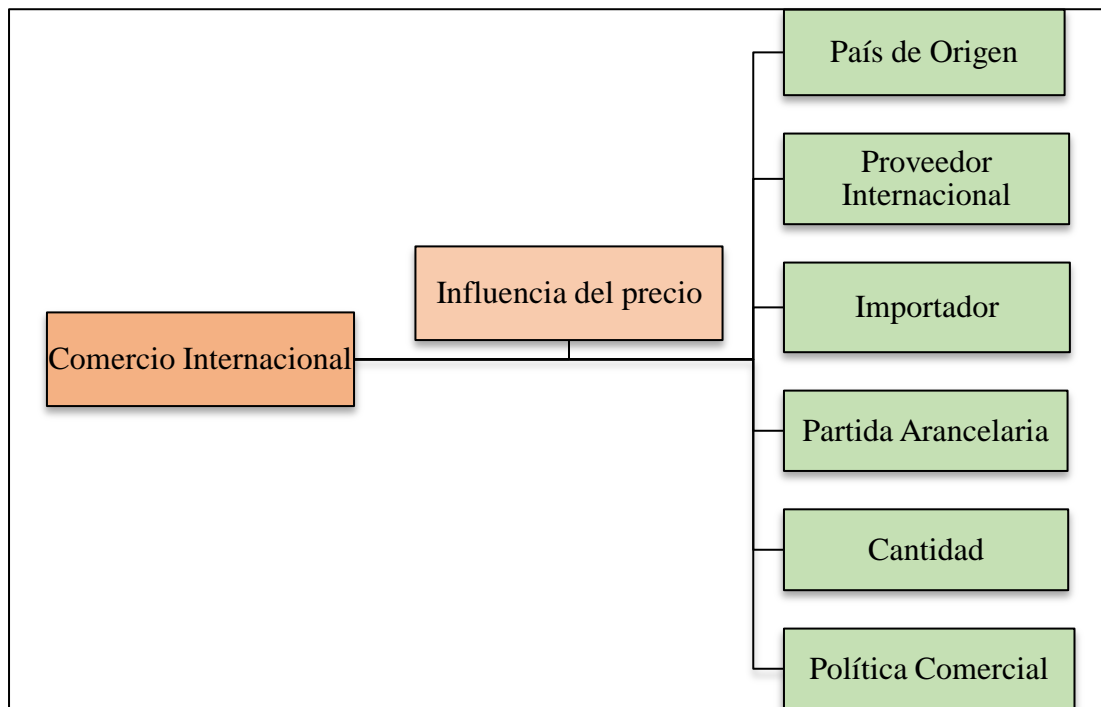 Comercio Internacional
Influencia del precio
País de Origen
Proveedor
Internacional
Importador
Partida Arancelaria
Cantidad
Política Comercial